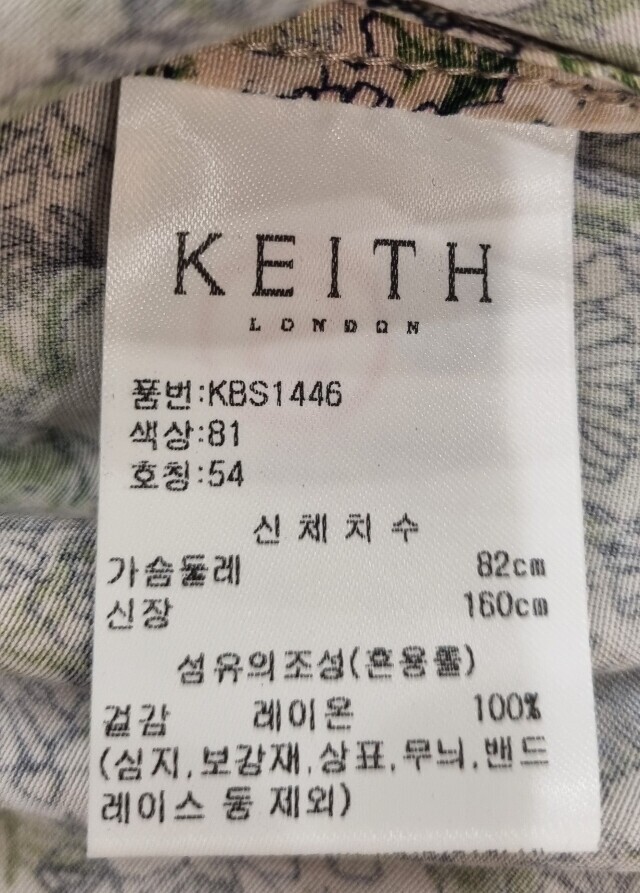 KEITH
LONDON
품번:KBS1446
색상:81
호칭:54
신체치수
가슴둘레 82cm
신장 160cm
섬유의조성(혼용률)
겉감 레이온 100%
(심지,보강재,상표,무늬,밴드
레이스 등 제외)